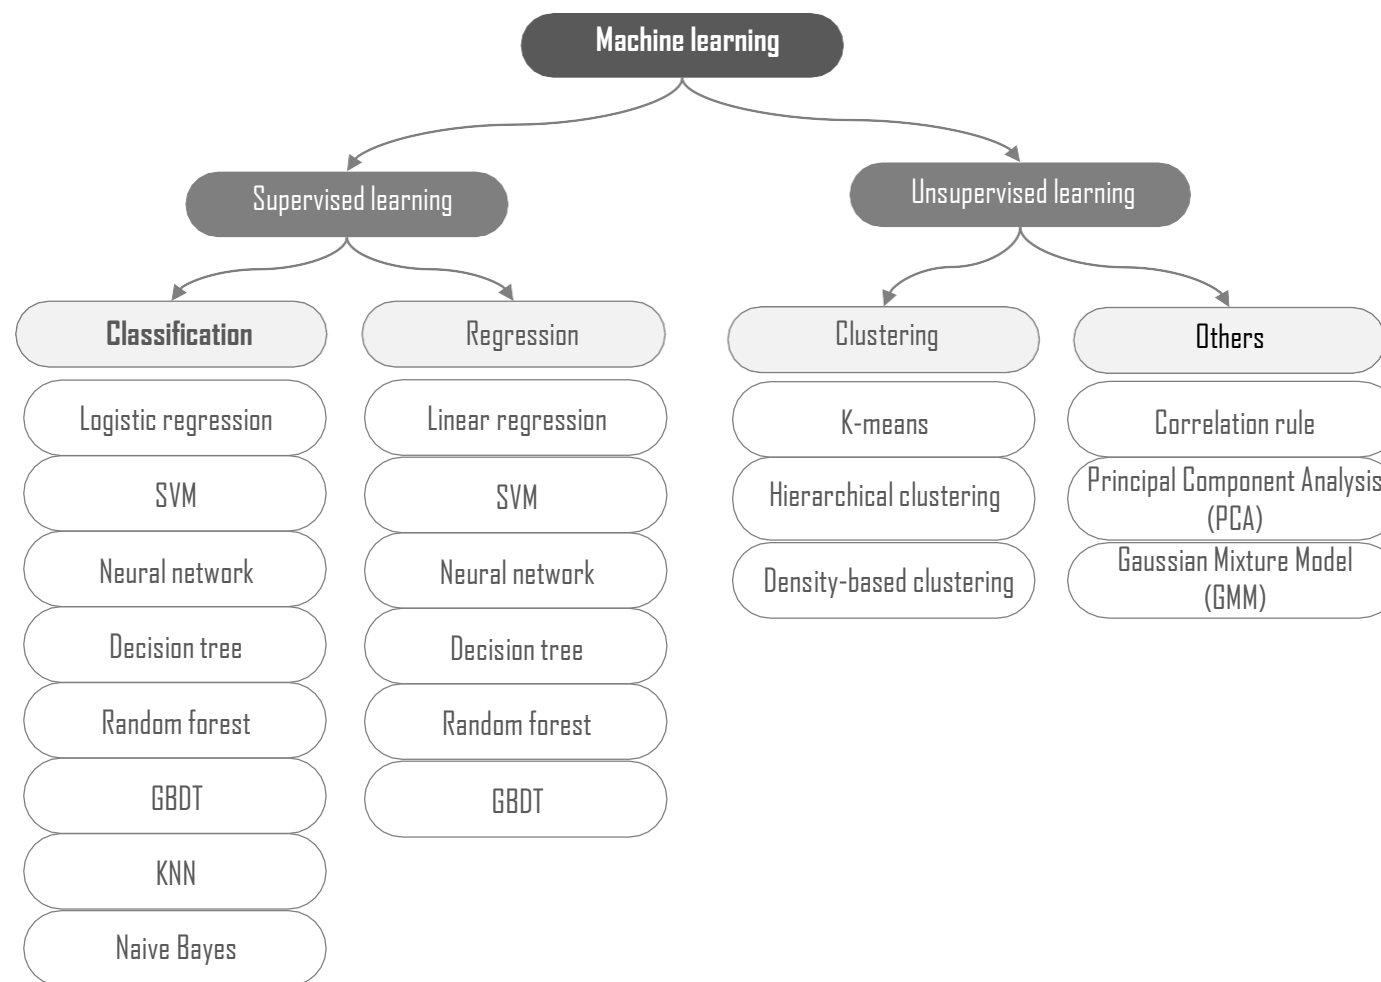 Machine learning
Supervised learning
Unsupervised learning
Classification
Regression
Clustering
Others
Logistic regression
SVM
Neural network
Decision tree
Random forest
GBDT
KNN
Naive Bayes
Linear regression
SVM
Neural network
Decision tree
Random forest
GBDT
K-means
Hierarchical clustering
Density-based clustering
Correlation rule
Principal Component Analysis
(PCA)
Gaussian Mixture Model
(GMM)